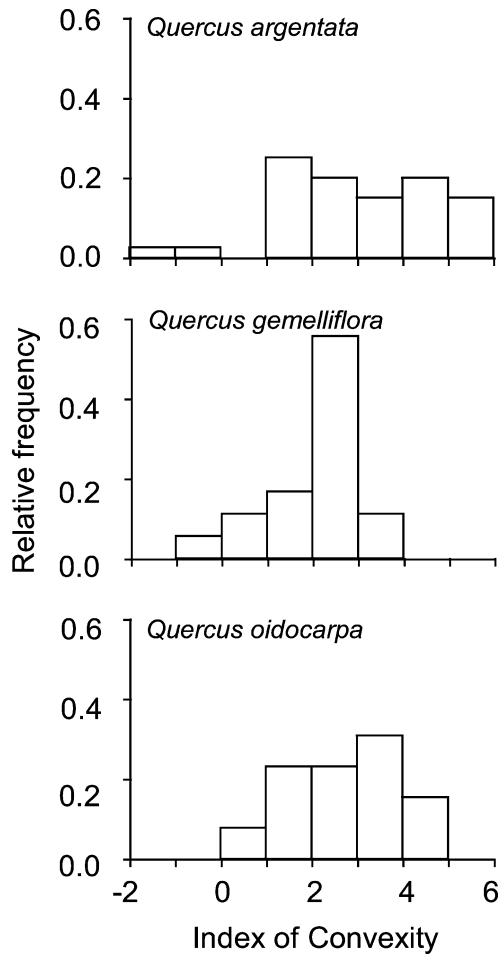 Quercus argentata
0.6
0.4
0.2
0.0
Quercus gemelliflora
0.6
0.4
0.2
0.0
Relative frequency
Quercus oidocarpa
0.6
0.4
0.2
0.0
-2 0 2 4 6
Index of Convexity